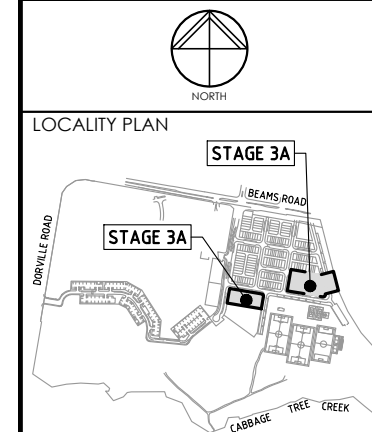 NORTH
LOCALITY PLAN
STAGE 3A
BEAMS ROAD
STAGE 3A
DORVILLE ROAD
CABBAGE TREE CREEK